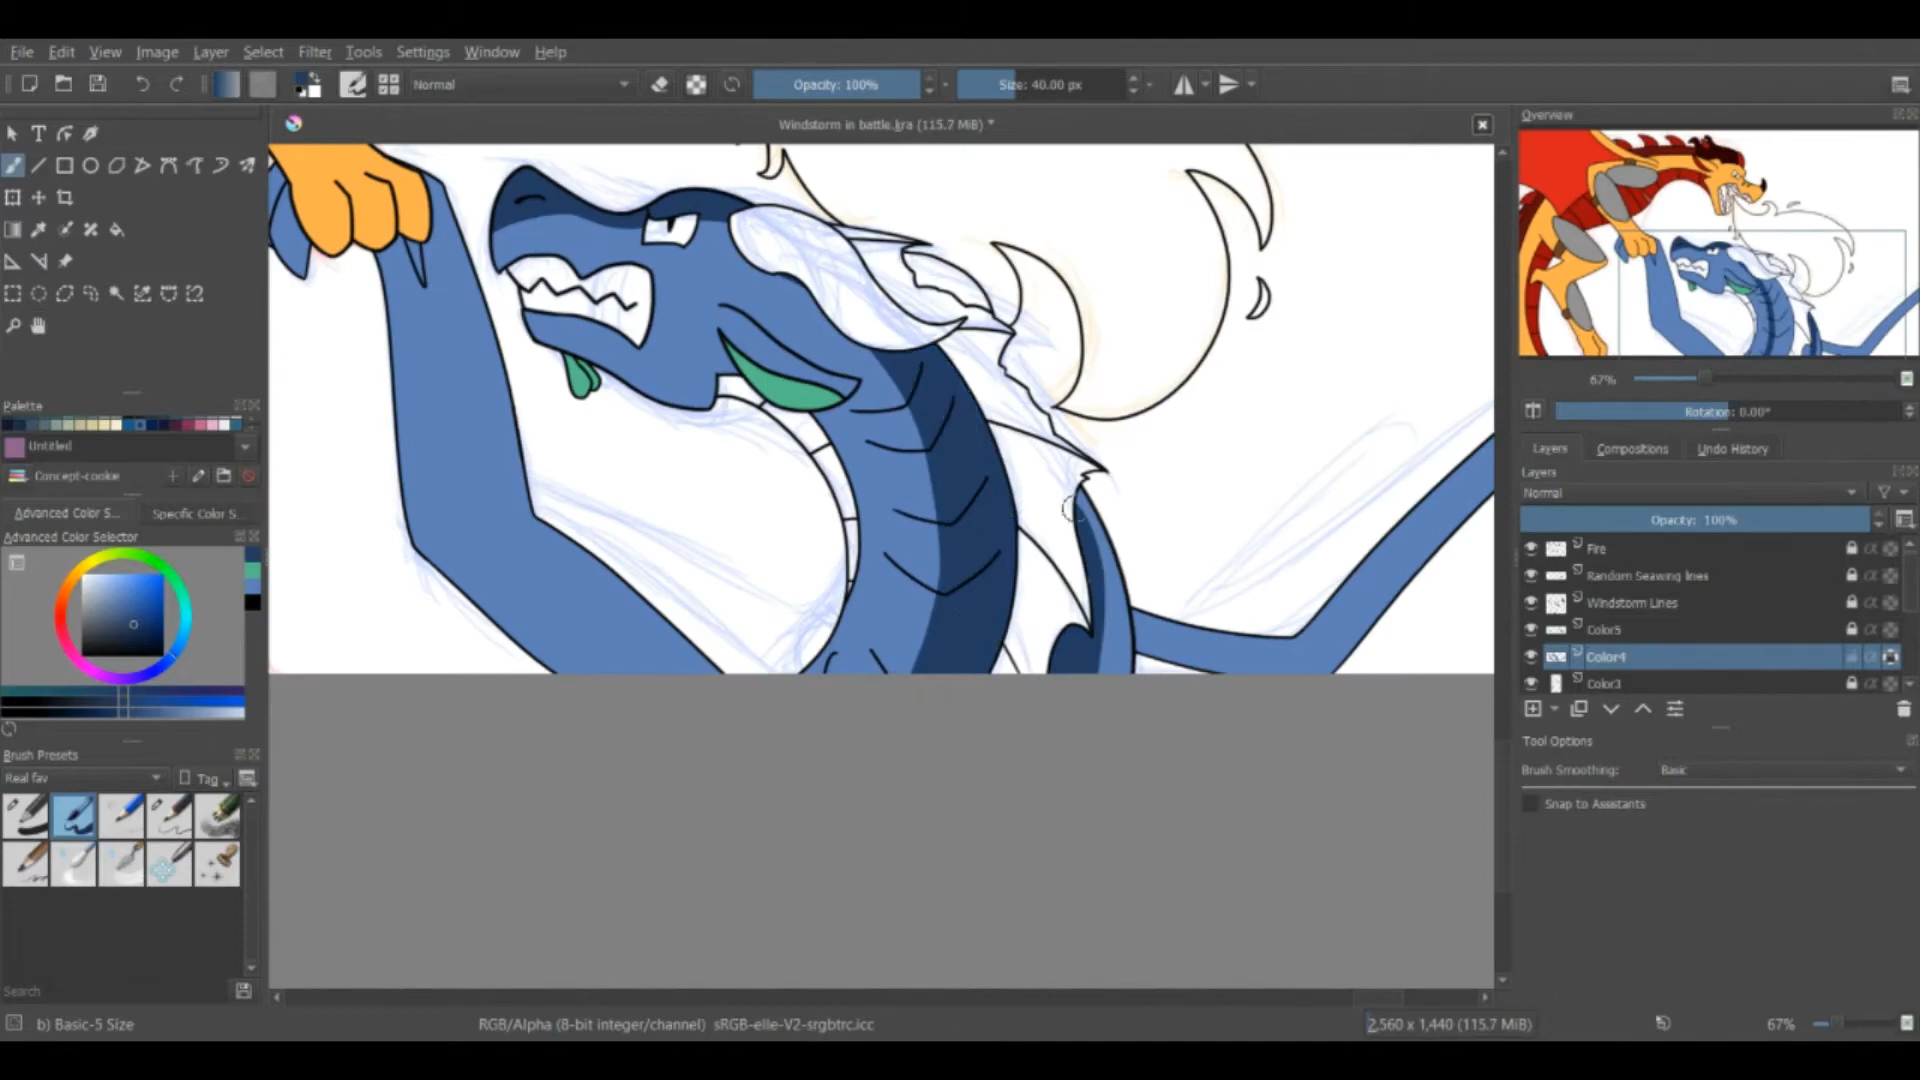 File Edit View Image Layer Select Filter Tools Settings Window Help
Normal Opacity: 100% Size: 40.00 px
Windstorm in battle.kra (115.7 MiB) *
Overview
67%
Rotation: 0.00°
Palette
Untitled
Concept-cookie
Advanced Color S... Specific Color S...
Advanced Color Selector
Layers Compositions Undo History
Layers
Normal
Opacity: 100%
Fire
Random Seawing lines
Windstorm Lines
Color5
Color4
Color3
Tool Options
Brush Smoothing: Basic
Snap to Assistants
Brush Presets
Real fav Tag
Search
b) Basic-5 Size RGB/Alpha (8-bit integer/channel) sRGB-elle-V2-srgbtrc.icc 2,560 x 1,440 (115.7 MiB) 67%